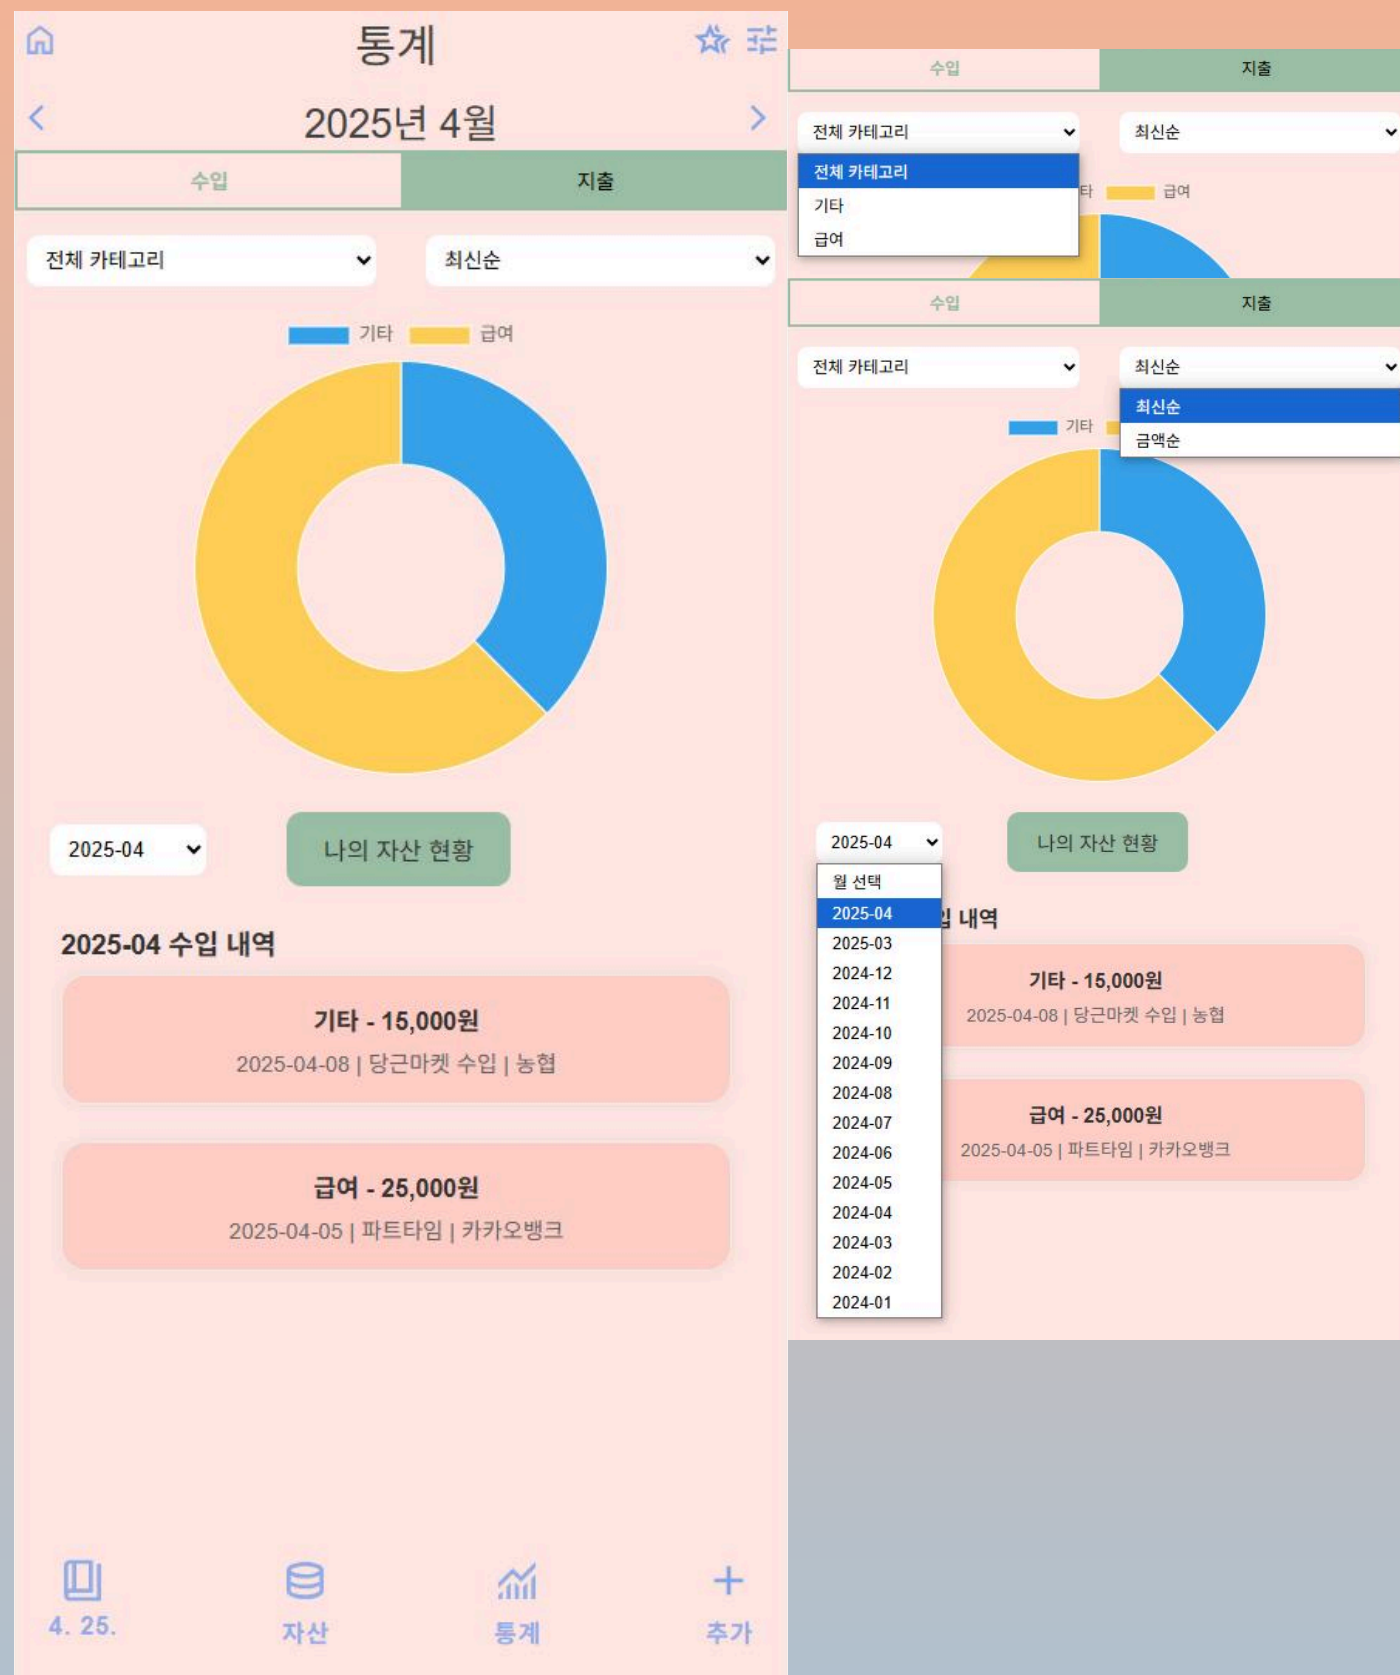 통계
2025년 4월
수입 지출
전체 카테고리 최신순
기타 급여
2025-04 나의 자산 현황
2025-04 수입 내역
기타 - 15,000원
2025-04-08 | 당근마켓 수입 | 농협
급여 - 25,000원
2025-04-05 | 파트타임 | 카카오뱅크
4. 25. 자산 통계 추가
수입 지출
전체 카테고리 최신순
전체 카테고리
기타
급여
타 급여
수입 지출
전체 카테고리 최신순
최신순
금액순
기타
2025-04 나의 자산 현황
월 선택
2025-04
2025-03
2024-12
2024-11
2024-10
2024-09
2024-08
2024-07
2024-06
2024-05
2024-04
2024-03
2024-02
2024-01
내역
기타 - 15,000원
2025-04-08 | 당근마켓 수입 | 농협
급여 - 25,000원
2025-04-05 | 파트타임 | 카카오뱅크